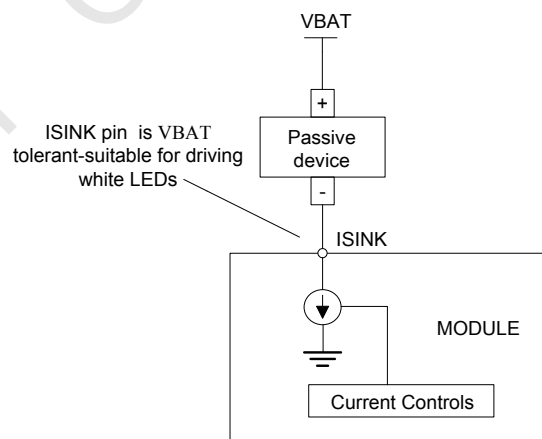 VBAT
+
Passive
device
-
ISINK pin is VBAT
tolerant-suitable for driving
white LEDs
ISINK
MODULE
Current Controls